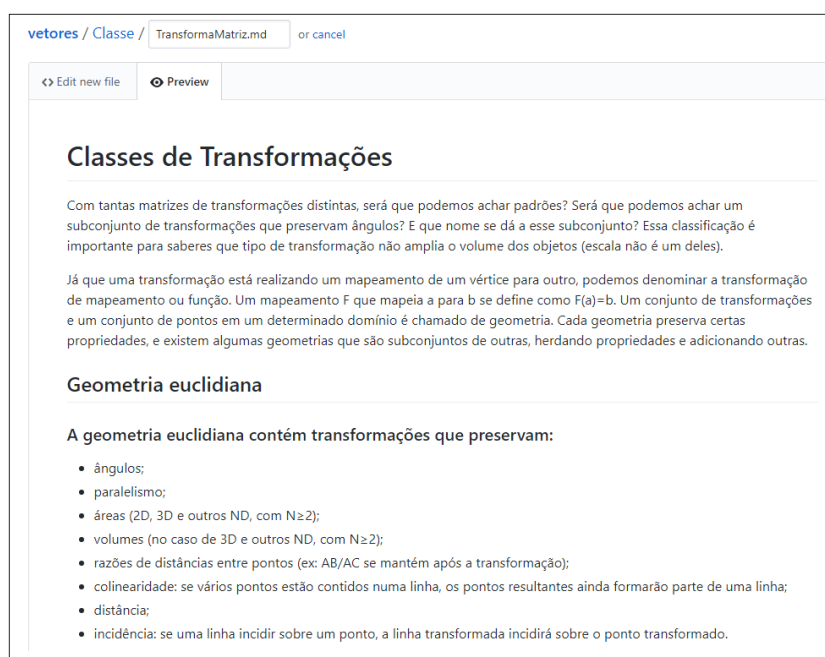 vetores / Classe / TransformaMatriz.md or cancel
<> Edit new file Preview
Classes de Transformações
Com tantas matrizes de transformações distintas, será que podemos achar padrões? Será que podemos achar um
subconjunto de transformações que preservam ângulos? E que nome se dá a esse subconjunto? Essa classificação é
importante para saberes que tipo de transformação não amplia o volume dos objetos (escala não é um deles).
Já que uma transformação está realizando um mapeamento de um vértice para outro, podemos denominar a transformação
de mapeamento ou função. Um mapeamento F que mapeia a para b se define como F(a)=b. Um conjunto de transformações
e um conjunto de pontos em um determinado domínio é chamado de geometria. Cada geometria preserva certas
propriedades, e existem algumas geometrias que são subconjuntos de outras, herdando propriedades e adicionando outras.
Geometria euclidiana
A geometria euclidiana contém transformações que preservam:
• ângulos;
• paralelismo;
• áreas (2D, 3D e outros ND, com N≥2);
• volumes (no caso de 3D e outros ND, com N≥2);
• razões de distâncias entre pontos (ex: AB/AC se mantém após a transformação);
• colinearidade: se vários pontos estão contidos numa linha, os pontos resultantes ainda formarão parte de uma linha;
• distância;
• incidência: se uma linha incidir sobre um ponto, a linha transformada incidirá sobre o ponto transformado.